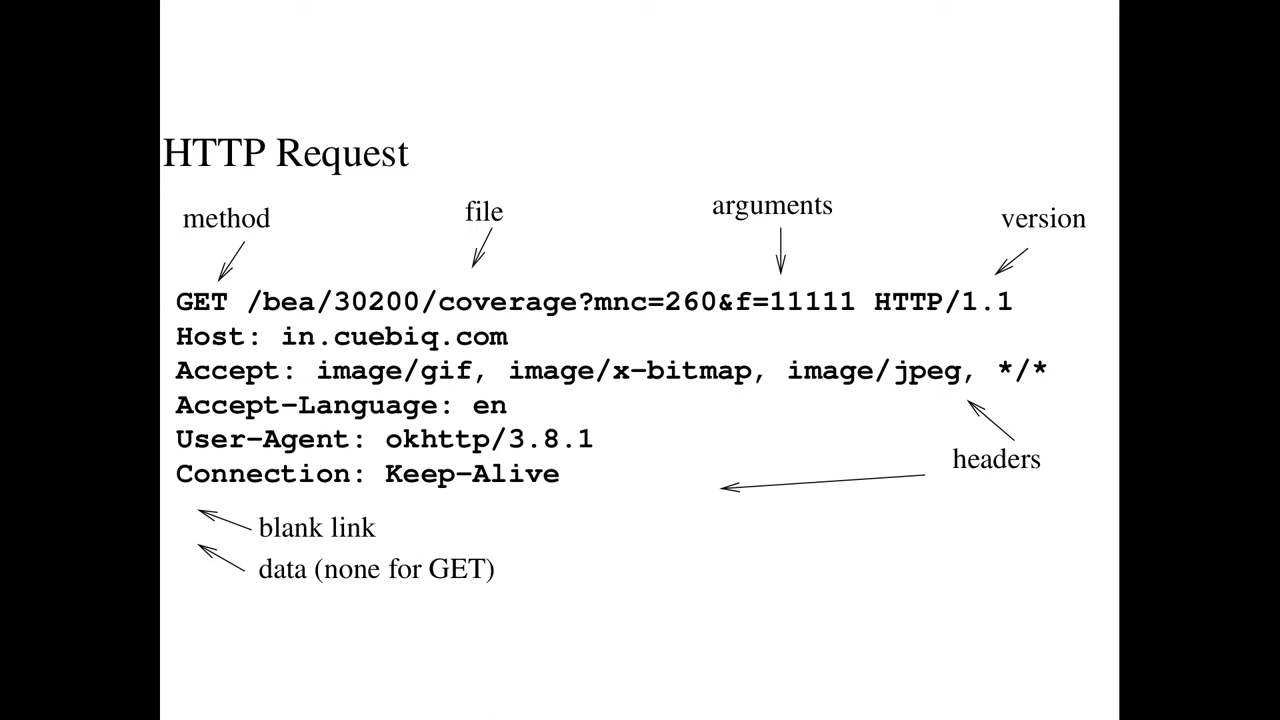 HTTP Request
method file arguments version
GET /bea/30200/coverage?mnc=260&f=11111 HTTP/1.1
Host: in.cuebiq.com
Accept: image/gif, image/x-bitmap, image/jpeg, */*
Accept-Language: en
User-Agent: okhttp/3.8.1
headers
Connection: Keep-Alive
blank link
data (none for GET)